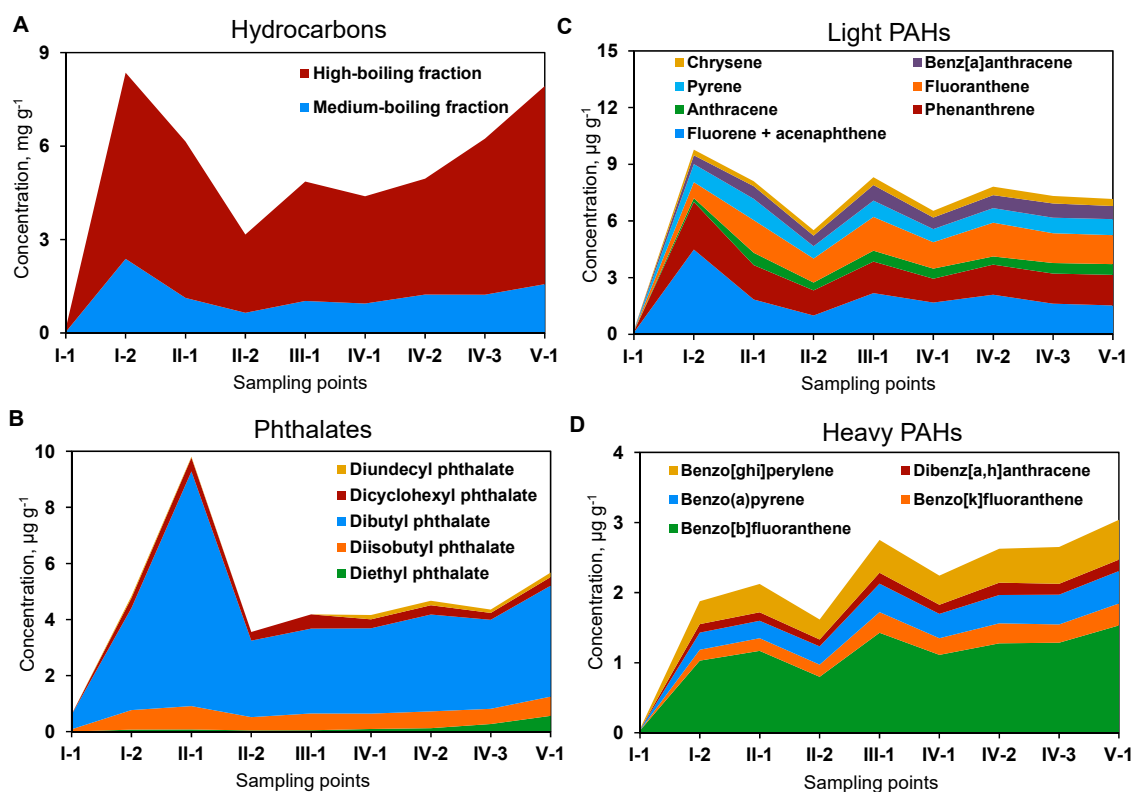 A
Hydrocarbons
Concentration, mg g⁻¹
9
6
3
0
High-boiling fraction
Medium-boiling fraction
I-1 I-2 II-1 II-2 III-1 IV-1 IV-2 IV-3 V-1
Sampling points
B
Phthalates
Concentration, µg g⁻¹
10
8
6
4
2
0
Diundecyl phthalate
Dicyclohexyl phthalate
Dibutyl phthalate
Diisobutyl phthalate
Diethyl phthalate
I-1 I-2 II-1 II-2 III-1 IV-1 IV-2 IV-3 V-1
Sampling points
C
Light PAHs
Concentration, µg g⁻¹
15
12
9
6
3
0
Chrysene Benz[a]anthracene
Pyrene Fluoranthene
Anthracene Phenanthrene
Fluorene + acenaphthene
I-1 I-2 II-1 II-2 III-1 IV-1 IV-2 IV-3 V-1
Sampling points
D
Heavy PAHs
Concentration, µg g⁻¹
4
3
2
1
0
Benzo[ghi]perylene Dibenz[a,h]anthracene
Benzo(a)pyrene Benzo[k]fluoranthene
Benzo[b]fluoranthene
I-1 I-2 II-1 II-2 III-1 IV-1 IV-2 IV-3 V-1
Sampling points